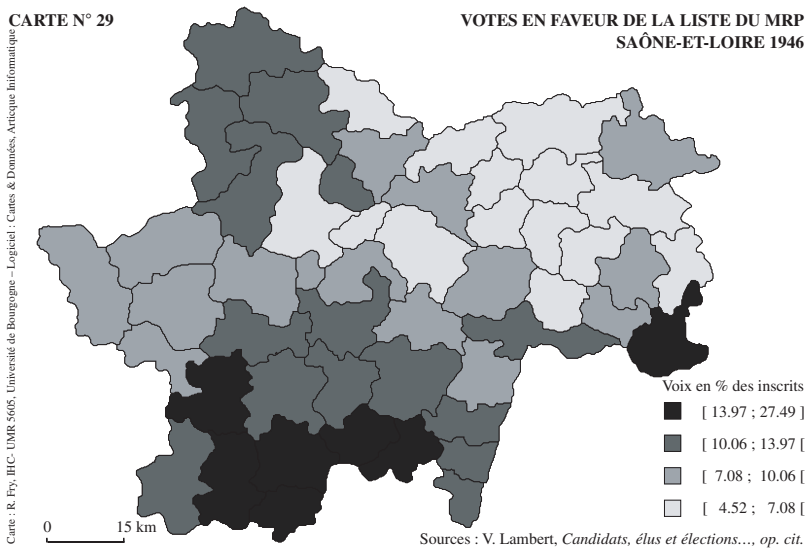 CARTE N° 29
VOTES EN FAVEUR DE LA LISTE DU MRP
SAÔNE-ET-LOIRE 1946
Carte : R. Fry, IHC- UMR 5605, Université de Bourgogne – Logiciel : Cartes & Données, Articque Iniformatique
Voix en % des inscrits
[ 13.97 ; 27.49 ]
[ 10.06 ; 13.97 [
[ 7.08 ; 10.06 [
[ 4.52 ; 7.08 [
0 15 km
Sources : V. Lambert, Candidats, élus et élections…, op. cit.